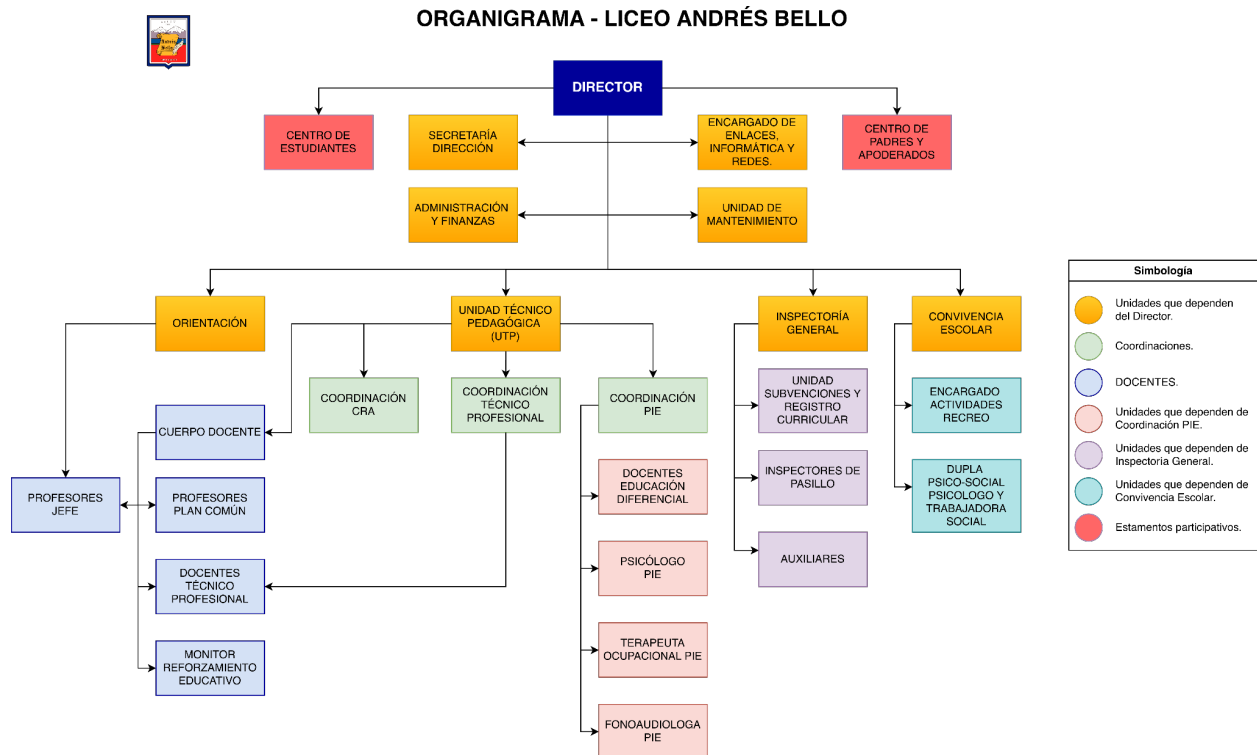 ORGANIGRAMA - LICEO ANDRÉS BELLO
Andrés
Bello
DIRECTOR
CENTRO DE
ESTUDIANTES
SECRETARÍA
DIRECCIÓN
ENCARGADO DE
ENLACES,
INFORMÁTICA Y
REDES.
CENTRO DE
PADRES Y
APODERADOS
ADMINISTRACIÓN
Y FINANZAS
UNIDAD DE
MANTENIMIENTO
ORIENTACIÓN
UNIDAD TÉCNICO
PEDAGÓGICA
(UTP)
INSPECTORÍA
GENERAL
CONVIVENCIA
ESCOLAR
COORDINACIÓN
CRA
COORDINACIÓN
TÉCNICO
PROFESIONAL
COORDINACIÓN
PIE
UNIDAD
SUBVENCIONES Y
REGISTRO
CURRICULAR
ENCARGADO
ACTIVIDADES
RECREO
CUERPO DOCENTE
PROFESORES
JEFE
PROFESORES
PLAN COMÚN
DOCENTES
EDUCACIÓN
DIFERENCIAL
INSPECTORES DE
PASILLO
DUPLA
PSICO-SOCIAL
PSICOLOGO Y
TRABAJADORA
SOCIAL
DOCENTES
TÉCNICO
PROFESIONAL
PSICÓLOGO
PIE
AUXILIARES
MONITOR
REFORZAMIENTO
EDUCATIVO
TERAPEUTA
OCUPACIONAL PIE
FONOAUDIOLOGA
PIE
Simbología
Unidades que dependen
del Director.
Coordinaciones.
DOCENTES.
Unidades que dependen de
Coordinación PIE.
Unidades que dependen de
Inspectoría General.
Unidades que dependen de
Convivencia Escolar.
Estamentos participativos.